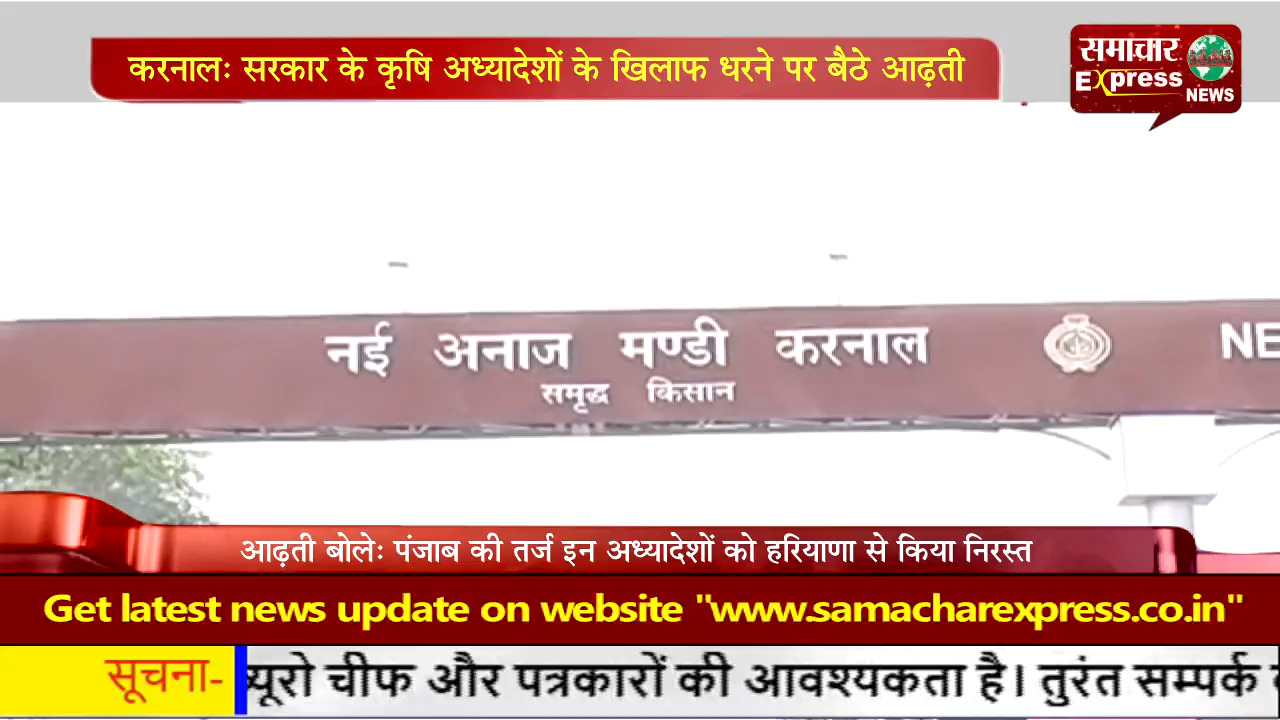 करनालः सरकार के कृषि अध्यादेशों के खिलाफ धरने पर बैठे आढ़ती
समाचार
Express
NEWS
नई अनाज मण्डी करनाल
समृद्ध किसान
NE
आढ़ती बोलेः पंजाब की तर्ज इन अध्यादेशों को हरियाणा से किया निरस्त
Get latest news update on website "www.samacharexpress.co.in"
सूचना- ब्यूरो चीफ और पत्रकारों की आवश्यकता है। तुरंत सम्पर्क